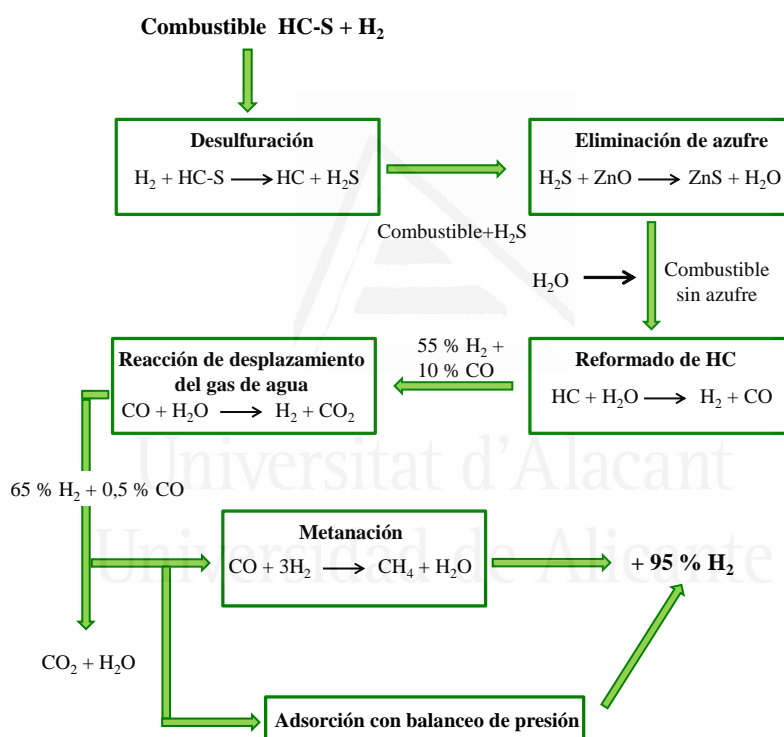 Combustible HC-S + H₂
Desulfuración
H₂ + HC-S ⟶ HC + H₂S
Eliminación de azufre
H₂S + ZnO ⟶ ZnS + H₂O
Combustible+H₂S
H₂O
Combustible
sin azufre
Reacción de desplazamiento
del gas de agua
CO + H₂O ⟶ H₂ + CO₂
55 % H₂ +
10 % CO
Reformado de HC
HC + H₂O ⟶ H₂ + CO
Universitat d'Alacant
Universidad de Alicante
65 % H₂ + 0,5 % CO
Metanación
CO + 3H₂ ⟶ CH₄ + H₂O
+ 95 % H₂
CO₂ + H₂O
Adsorción con balanceo de presión